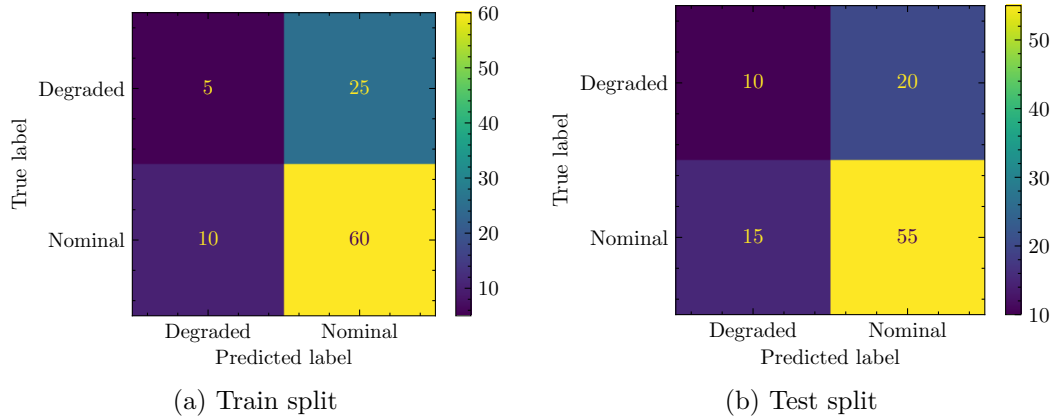 Degraded
Nominal
True label
5
25
10
60
Degraded
Nominal
Predicted label
60
50
40
30
20
10
(a) Train split
Degraded
Nominal
True label
10
20
15
55
Degraded
Nominal
Predicted label
50
40
30
20
10
(b) Test split